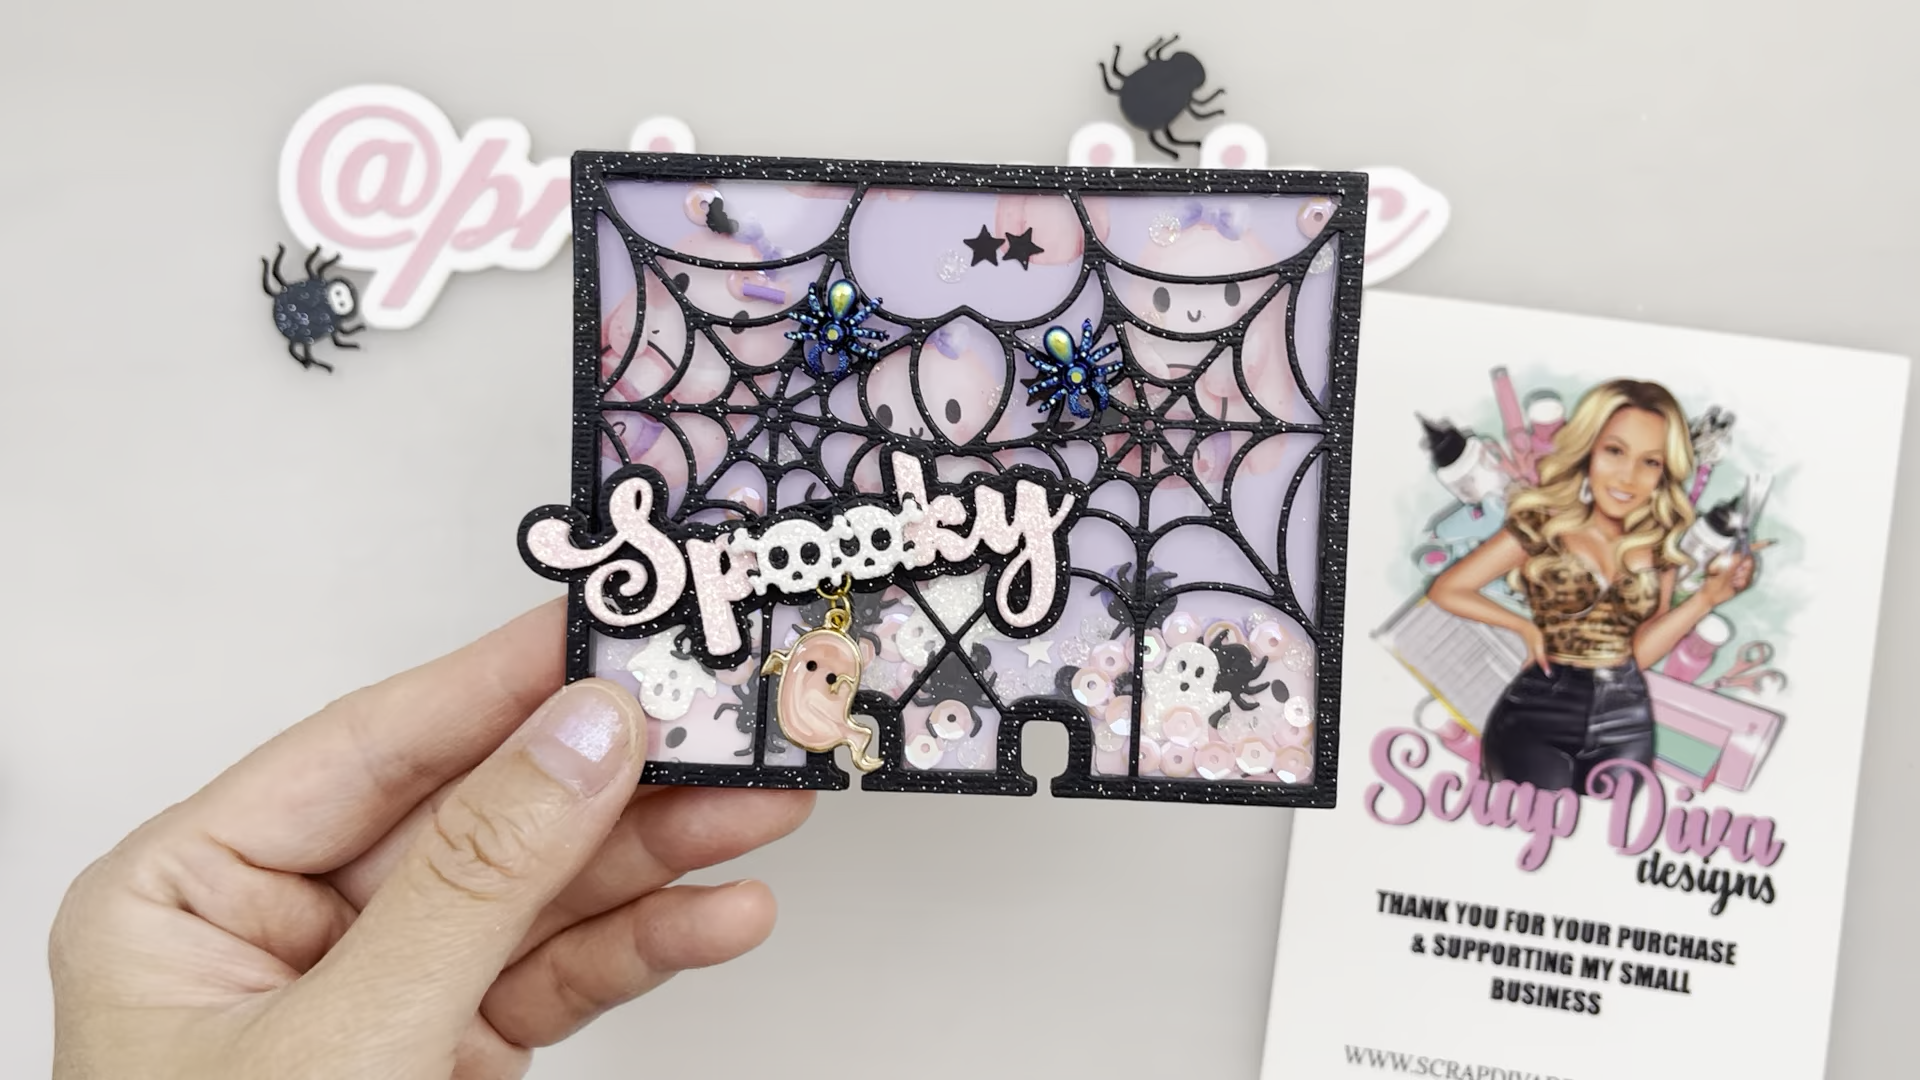 Spooky
Scrap Diva
designs
THANK YOU FOR YOUR PURCHASE
& SUPPORTING MY SMALL
BUSINESS